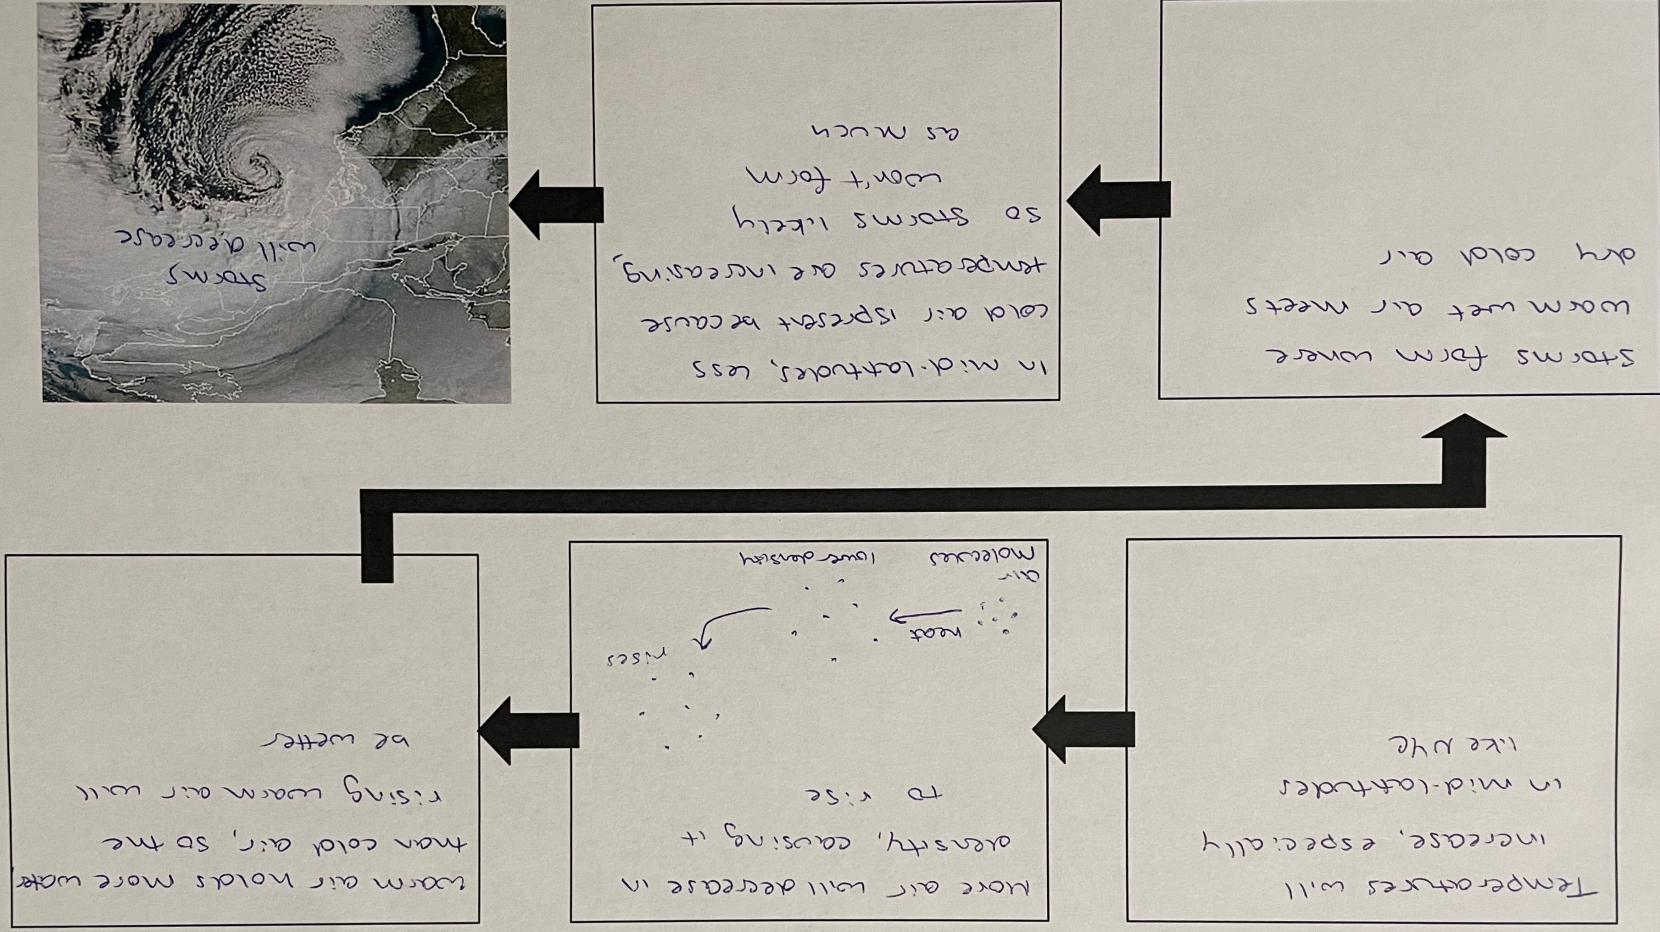 Temperatures will
increase, especially
in mid-latitudes
like NYC
More air will decrease in
density, causing it
to rise
rises
heat
air
molecules
lower density
warm air holds more water
than cold air, so the
rising warm air will
be wetter
storms form where
warm wet air meets
dry cold air
In mid-latitudes, less
cold air is present because
temperatures are increasing,
so storms likely
won't form
as much
storms
will decrease